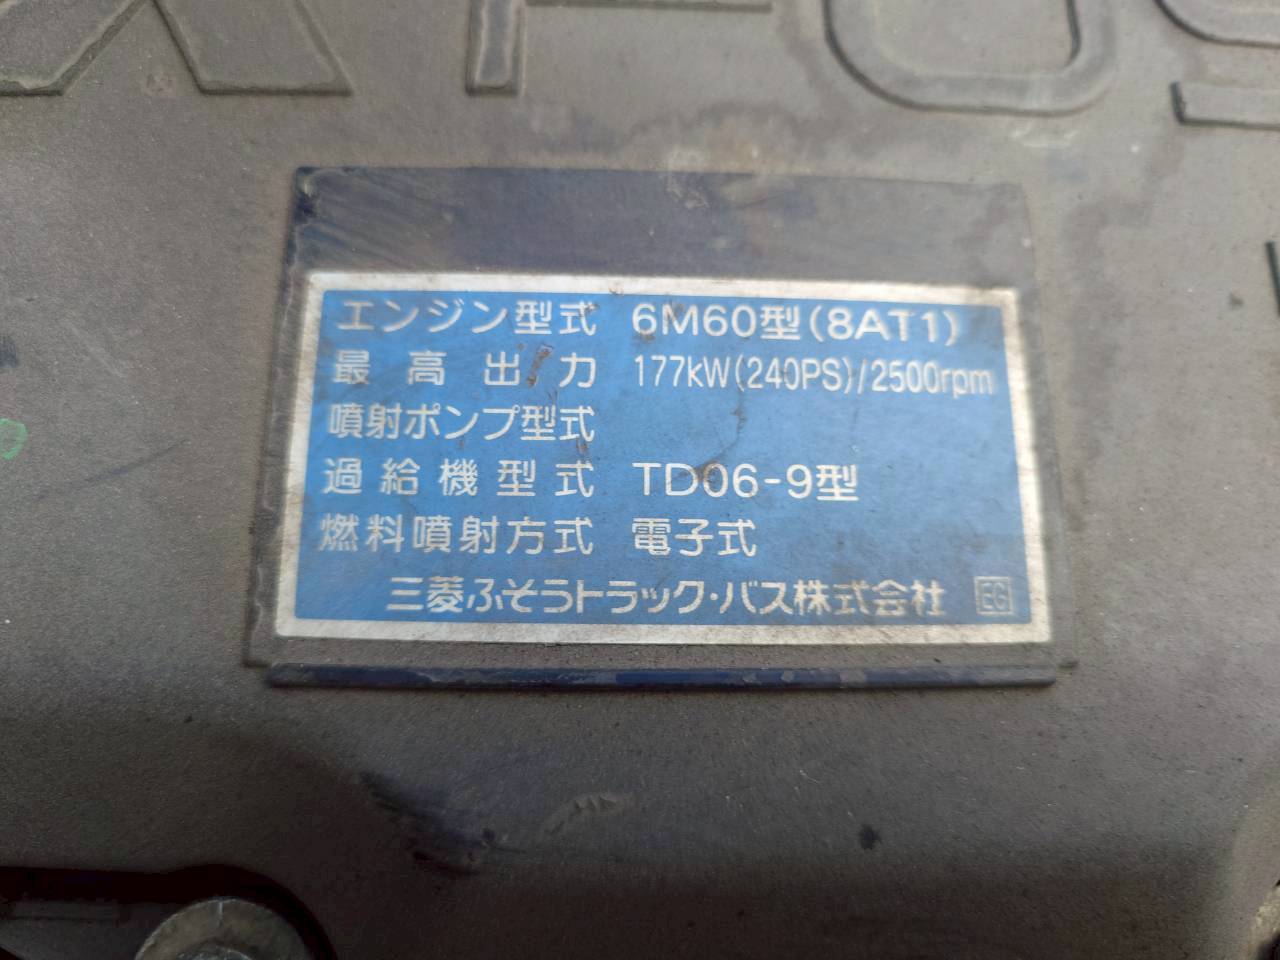 エンジン型式 6M60型(8AT1)
最高出力 177kW(240PS)/2500rpm
噴射ポンプ型式
過給機型式 TD06-9型
燃料噴射方式 電子式
三菱ふそうトラック・バス株式会社 EG